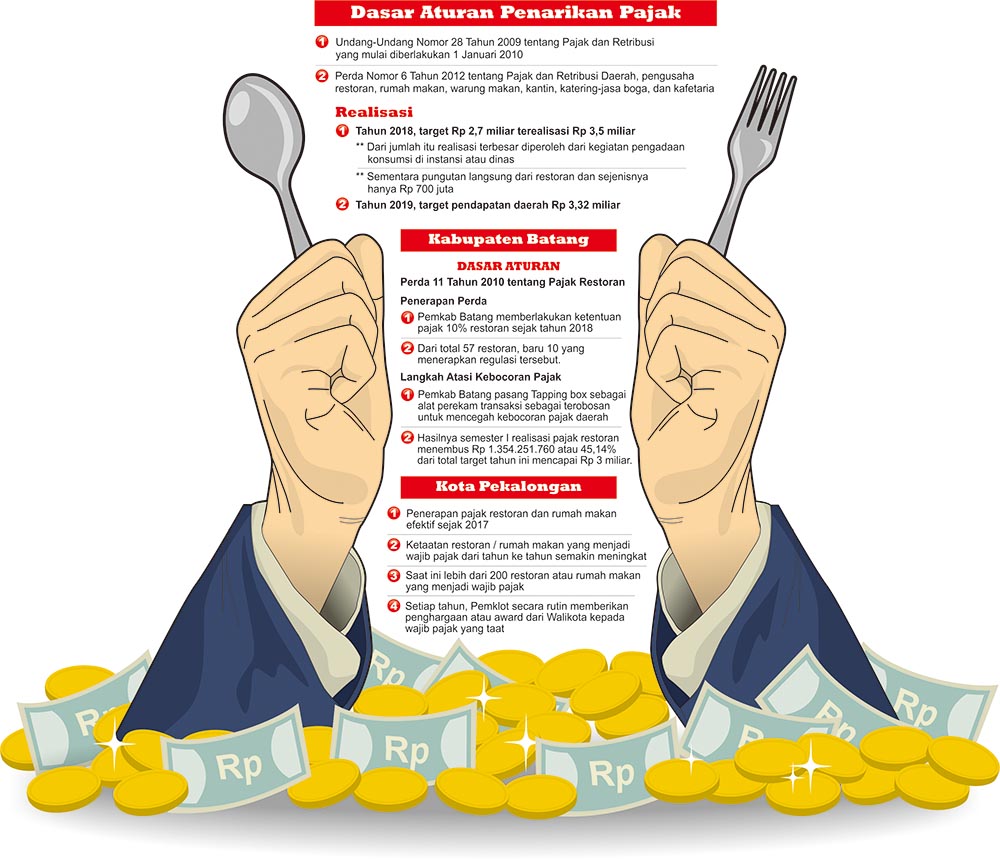 Dasar Aturan Penarikan Pajak
1 Undang-Undang Nomor 28 Tahun 2009 tentang Pajak dan Retribusi
yang mulai diberlakukan 1 Januari 2010
2 Perda Nomor 6 Tahun 2012 tentang Pajak dan Retribusi Daerah, pengusaha
restoran, rumah makan, warung makan, kantin, katering-jasa boga, dan kafetaria
Realisasi
1 Tahun 2018, target Rp 2,7 miliar terealisasi Rp 3,5 miliar
** Dari jumlah itu realisasi terbesar diperoleh dari kegiatan pengadaan
konsumsi di instansi atau dinas
** Sementara pungutan langsung dari restoran dan sejenisnya
hanya Rp 700 juta
2 Tahun 2019, target pendapatan daerah Rp 3,32 miliar
Kabupaten Batang
DASAR ATURAN
Perda 11 Tahun 2010 tentang Pajak Restoran
Penerapan Perda
1 Pemkab Batang memberlakukan ketentuan
pajak 10% restoran sejak tahun 2018
2 Dari total 57 restoran, baru 10 yang
menerapkan regulasi tersebut.
Langkah Atasi Kebocoran Pajak
1 Pemkab Batang pasang Tapping box sebagai
alat perekam transaksi sebagai terobosan
untuk mencegah kebocoran pajak daerah
2 Hasilnya semester I realisasi pajak restoran
menembus Rp 1.354.251.760 atau 45,14%
dari total target tahun ini mencapai Rp 3 miliar.
Kota Pekalongan
1 Penerapan pajak restoran dan rumah makan
efektif sejak 2017
2 Ketaatan restoran / rumah makan yang menjadi
wajib pajak dari tahun ke tahun semakin meningkat
3 Saat ini lebih dari 200 restoran atau rumah makan
yang menjadi wajib pajak
4 Setiap tahun, Pemklot secara rutin memberikan
penghargaan atau award dari Walikota kepada
wajib pajak yang taat
Rp
Rp
Rp
Rp
Rp
Rp
Rp
Rp
R